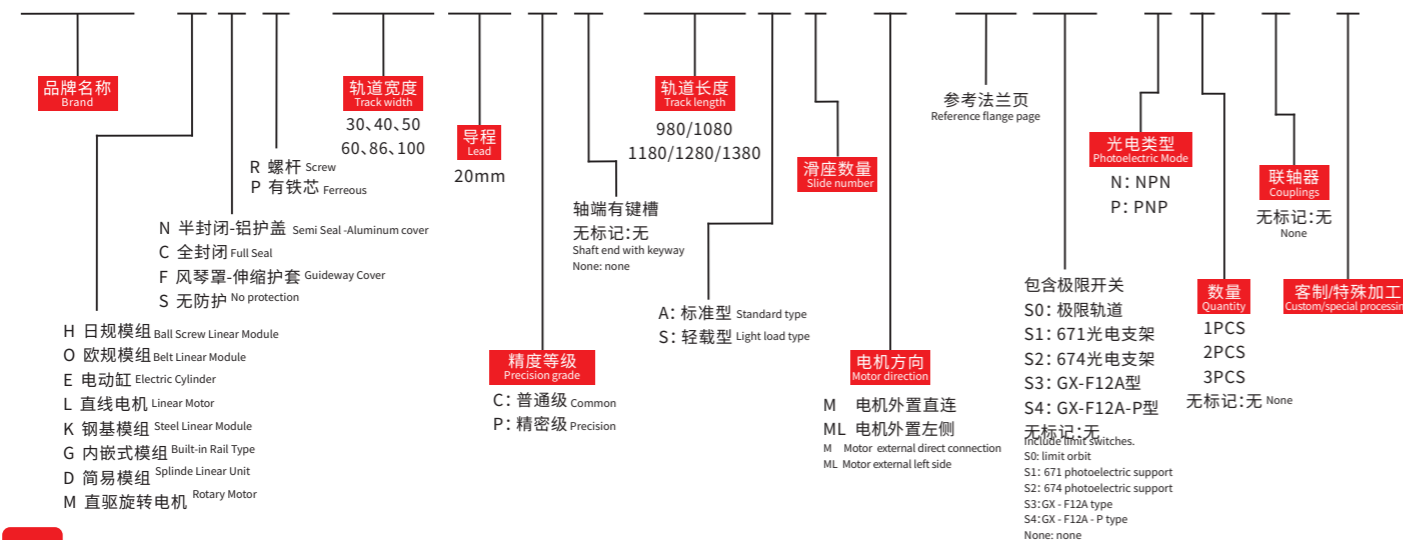 品牌名称
Brand
H 日规模组 Ball Screw Linear Module
O 欧规模组 Belt Linear Module
E 电动缸 Electric Cylinder
L 直线电机 Linear Motor
K 钢基模组 Steel Linear Module
G 内嵌式模组 Built-in Rail Type
D 简易模组 Splinde Linear Unit
M 直驱旋转电机 Rotary Motor
N 半封闭-铝护盖 Semi Seal -Aluminum cover
C 全封闭 Full Seal
F 风琴罩-伸缩护套 Guideway Cover
S 无防护 No protection
R 螺杆 Screw
P 有铁芯 Ferreous
轨道宽度
Track width
30、40、50
60、86、100
导程
Lead
20mm
精度等级
Precision grade
C: 普通级 Common
P: 精密级 Precision
轴端有键槽
无标记:无
Shaft end with keyway
None: none
轨道长度
Track length
980/1080
1180/1280/1380
A: 标准型 Standard type
S: 轻载型 Light load type
滑座数量
Slide number
电机方向
Motor direction
M 电机外置直连
ML 电机外置左侧
M Motor external direct connection
ML Motor external left side
参考法兰页
Reference flange page
包含极限开关
S0: 极限轨道
S1: 671光电支架
S2: 674光电支架
S3: GX-F12A型
S4: GX-F12A-P型
无标记:无
Include limit switches.
S0: limit orbit
S1: 671 photoelectric support
S2: 674 photoelectric support
S3:GX - F12A type
S4:GX - F12A - P type
None: none
光电类型
Photoelectric Mode
N: NPN
P: PNP
数量
Quantity
1PCS
2PCS
3PCS
无标记:无 None
联轴器
Couplings
无标记:无
None
客制/特殊加工
Custom/special processin